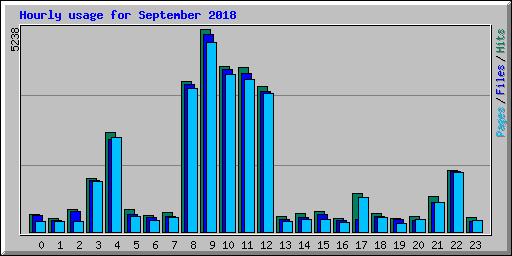 Hourly usage for September 2018
5238
Pages / Files / Hits
0 1 2 3 4 5 6 7 8 9 10 11 12 13 14 15 16 17 18 19 20 21 22 23